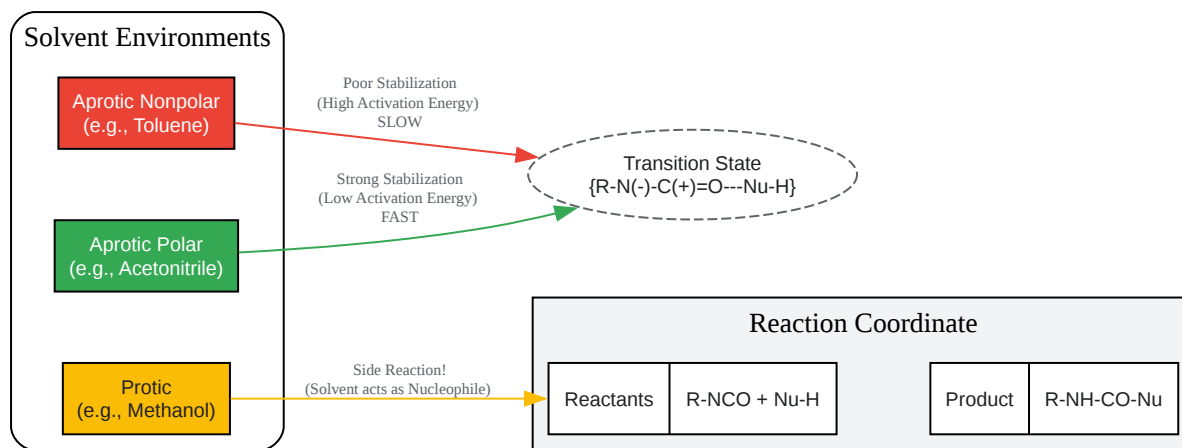 Solvent Environments
Aprotic Nonpolar
(e.g., Toluene)
Poor Stabilization
(High Activation Energy)
SLOW
Transition State
{R-N(-)-C(+)=O---Nu-H}
Strong Stabilization
(Low Activation Energy)
FAST
Aprotic Polar
(e.g., Acetonitrile)
Reaction Coordinate
Protic
(e.g., Methanol)
Side Reaction!
(Solvent acts as Nucleophile)
Reactants
R-NCO + Nu-H
Product
R-NH-CO-Nu